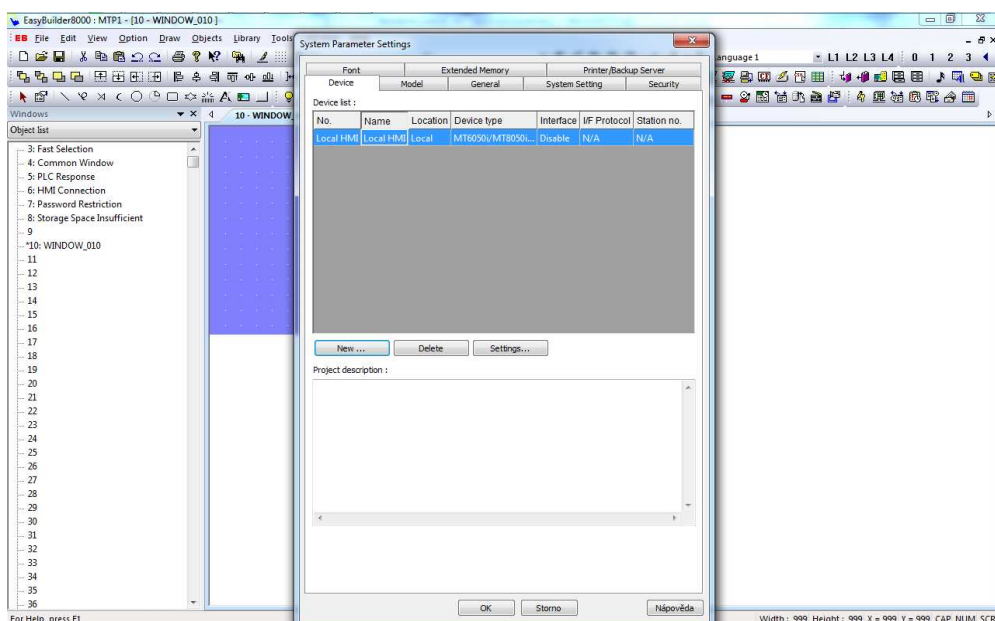 EasyBuilder8000 : MTP1 - [10 - WINDOW_010 ]
EB File Edit View Option Draw Objects Library Tools
anguage 1 L1 L2 L3 L4 0 1 2 3
Windows
10 - WINDOW_
Object list
3: Fast Selection
4: Common Window
5: PLC Response
6: HMI Connection
7: Password Restriction
8: Storage Space Insufficient
9
*10: WINDOW_010
11
12
13
14
15
16
17
18
19
20
21
22
23
24
25
26
27
28
29
30
31
32
33
34
35
36
System Parameter Settings
Font Extended Memory Printer/Backup Server
Device Model General System Setting Security
Device list :
No. Name Location Device type Interface I/F Protocol Station no.
Local HMI Local HMI Local MT6050i/MT8050i... Disable N/A N/A
New ... Delete Settings...
Project description :
OK Storno Nápověda
For Help, press F1
Width : 999, Height : 999, X = 999, Y = 999, CAP NUM SCR